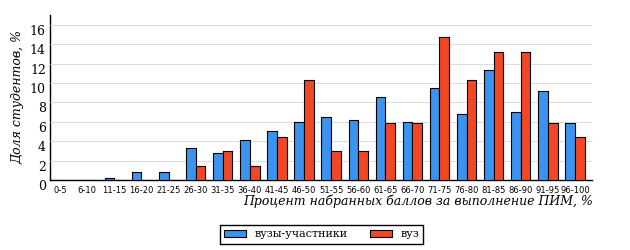 Доля студентов, %
16
14
12
10
8
6
4
2
0
0-5 6-10 11-15 16-20 21-25 26-30 31-35 36-40 41-45 46-50 51-55 56-60 61-65 66-70 71-75 76-80 81-85 86-90 91-95 96-100
Процент набранных баллов за выполнение ПИМ, %
вузы-участники вуз